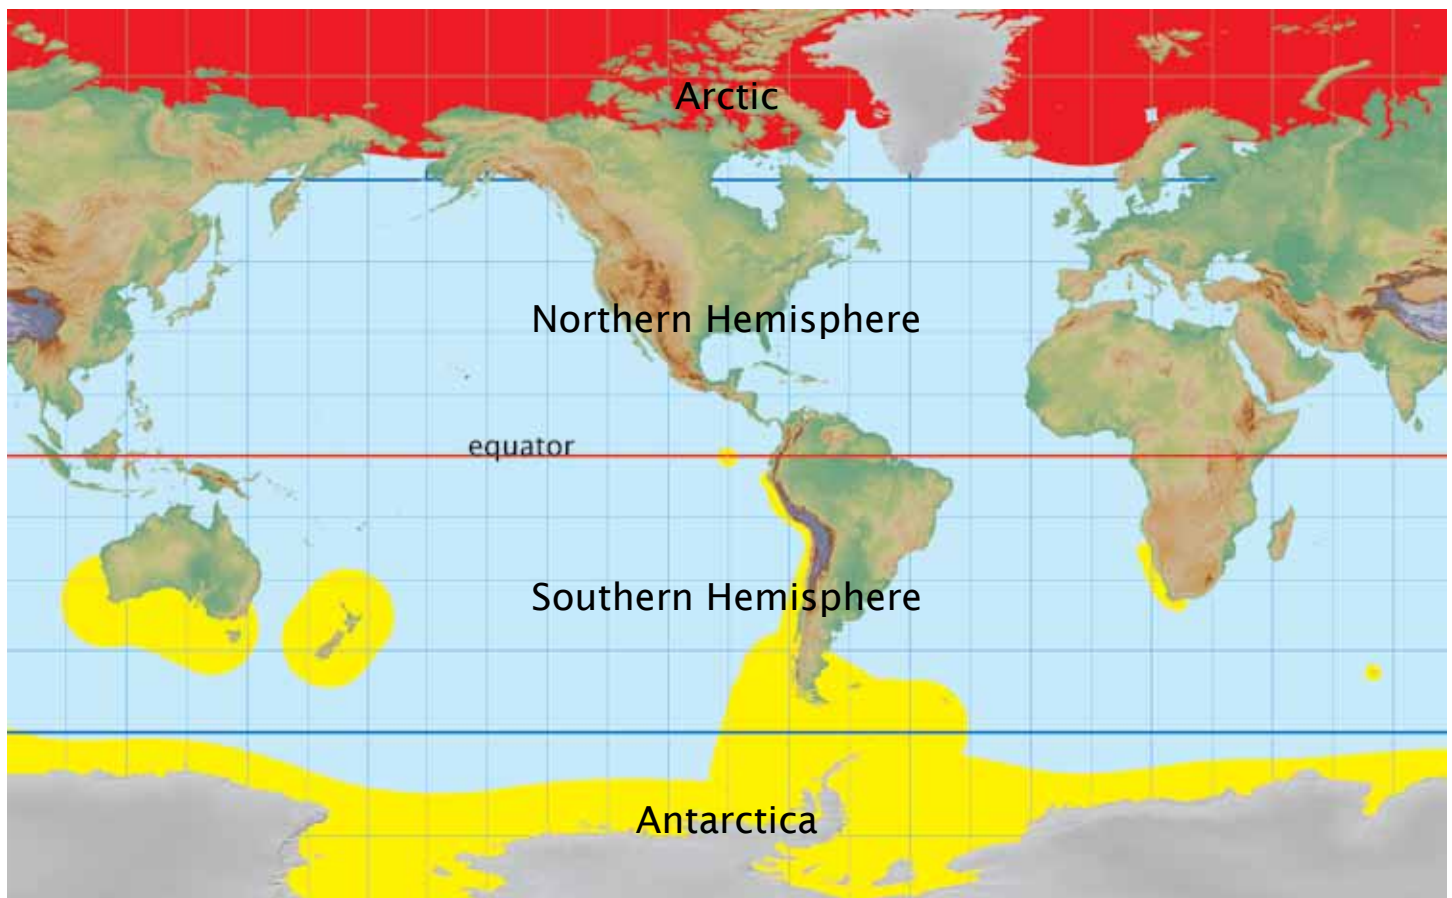 Arctic
Northern Hemisphere
equator
Southern Hemisphere
Antarctica